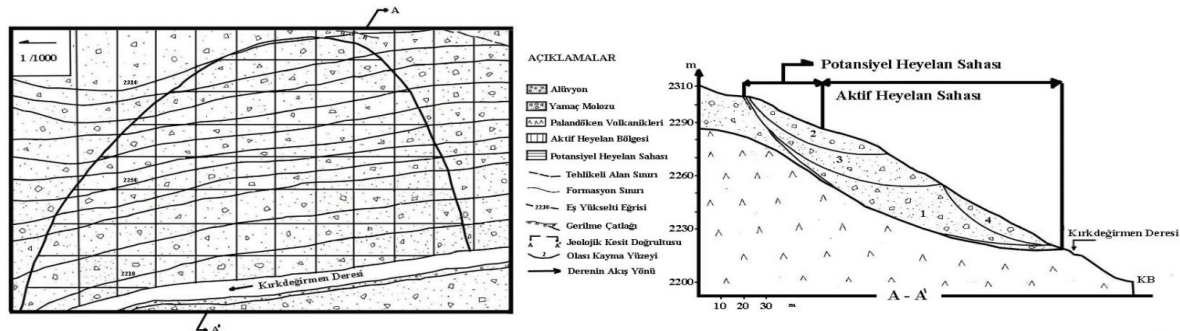 A
1 /1000
2310
2250
2210
Kırkdeğirmen Deresi
A'
AÇIKLAMALAR
Alüvyon
Yamaç Molozu
Palandöken Volkanikleri
Aktif Heyelan Bölgesi
Potansiyel Heyelan Sahası
Tehlikeli Alan Sınırı
Formasyon Sınırı
2230 Eş Yükselti Eğrisi
Gerilme Çatlağı
A A' Jeolojik Kesit Doğrultusu
2 Olası Kayma Yüzeyi
Derenin Akış Yönü
m
Potansiyel Heyelan Sahası
Aktif Heyelan Sahası
2310
2290
2260
2230
2200
2
3
1
4
Kırkdeğirmen Deresi
KB
10 20 30 m
A - A'